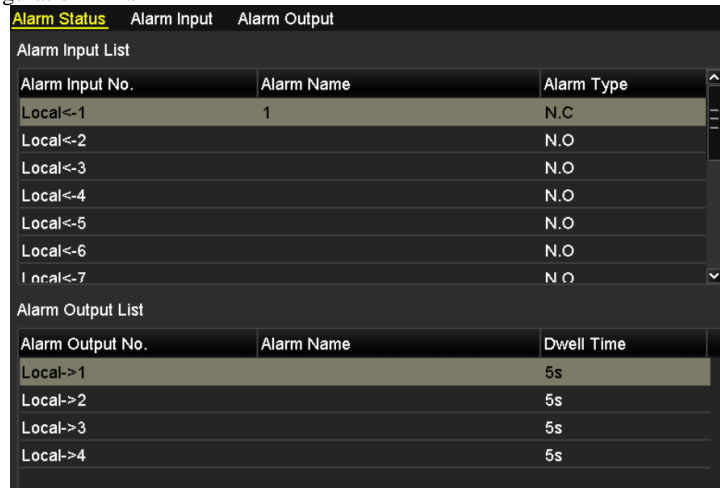 Alarm Status Alarm Input Alarm Output
Alarm Input List
Alarm Input No. Alarm Name Alarm Type
Local<-1 1 N.C
Local<-2 N.O
Local<-3 N.O
Local<-4 N.O
Local<-5 N.O
Local<-6 N.O
Local<-7 N.O
Alarm Output List
Alarm Output No. Alarm Name Dwell Time
Local->1 5s
Local->2 5s
Local->3 5s
Local->4 5s